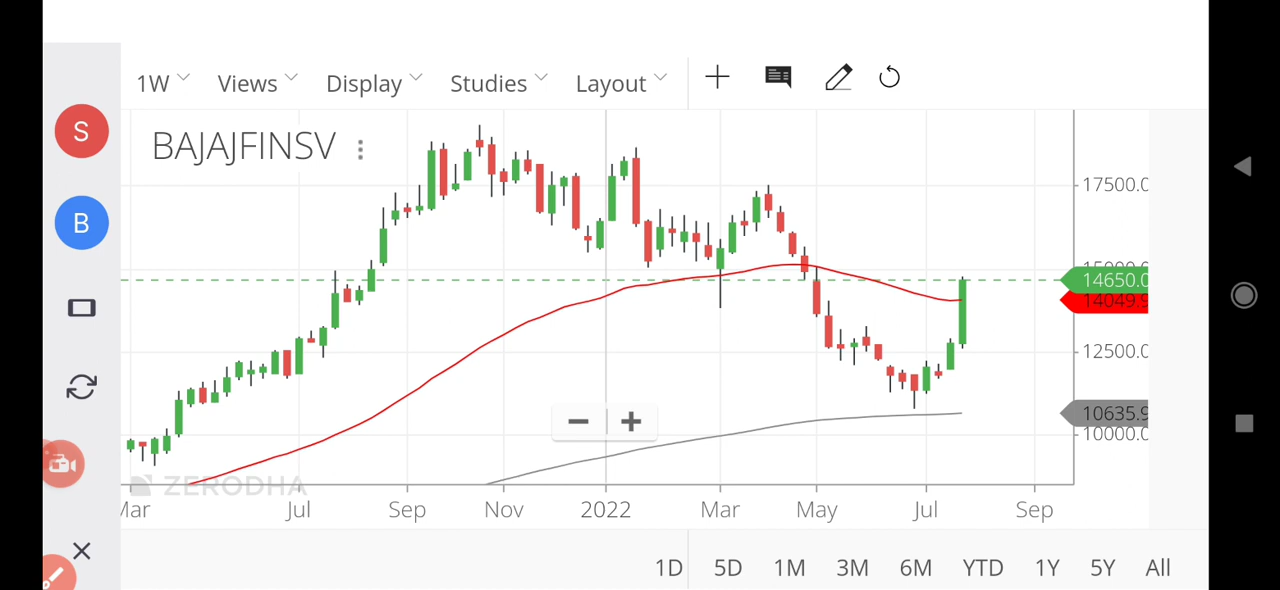 1W Views Display Studies Layout
S
BAJAJFINSV
B
17500.0
14650.0
14049.9
12500.0
10635.9
10000.0
ZERODHA
Mar Jul Sep Nov 2022 Mar May Jul Sep
1D 5D 1M 3M 6M YTD 1Y 5Y All